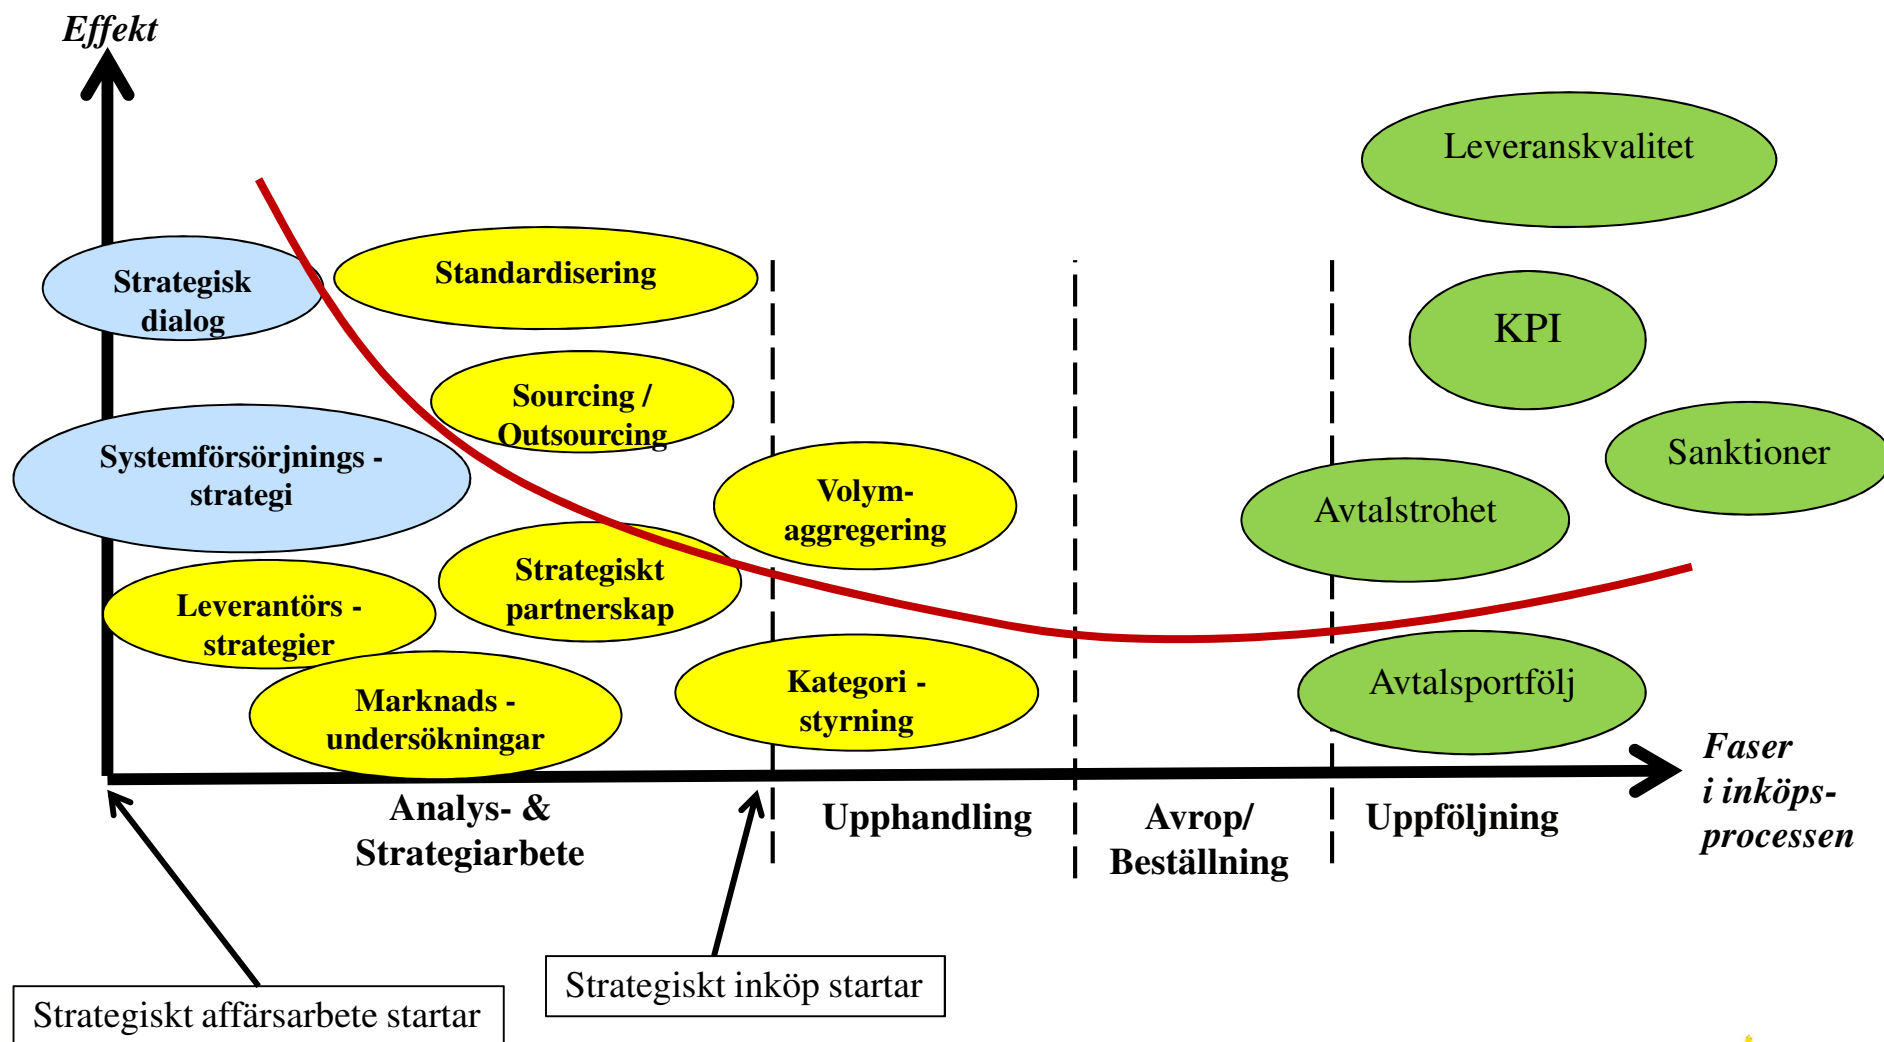 Effekt
Leveranskvalitet
Strategisk
dialog
Standardisering
KPI
Sourcing /
Outsourcing
Systemförsörjnings -
strategi
Volym-
aggregering
Avtalstrohet
Sanktioner
Leverantörs -
strategier
Strategiskt
partnerskap
Marknads -
undersökningar
Kategori -
styrning
Avtalsportfölj
Faser
i inköps-
processen
Analys- &
Strategiarbete
Upphandling
Avrop/
Beställning
Uppföljning
Strategiskt inköp startar
Strategiskt affärsarbete startar